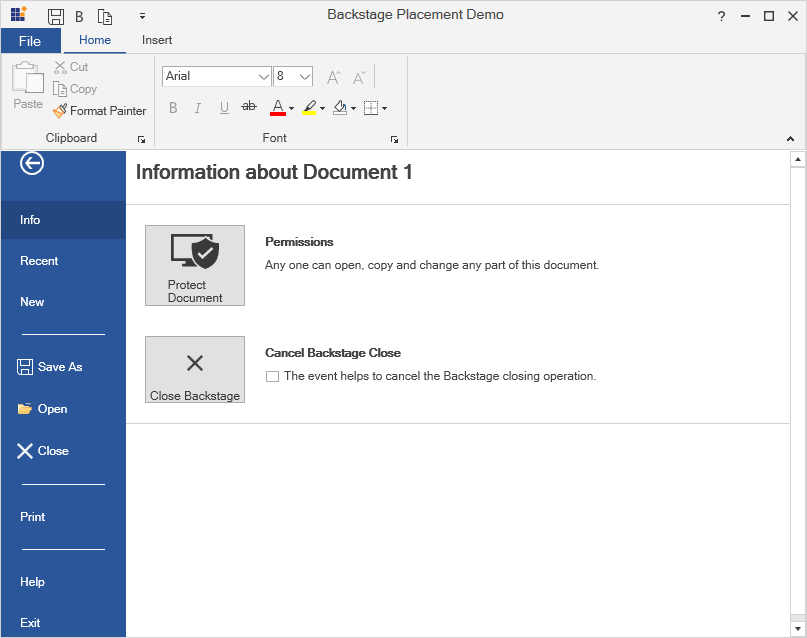 B
Backstage Placement Demo
?
File
Home
Insert
Paste
Cut
Copy
Format Painter
Clipboard
Arial
8
A
A
B
I
U
ab
A
Font
Info
Recent
New
Save As
Open
Close
Print
Help
Exit
Information about Document 1
Protect
Document
Permissions
Any one can open, copy and change any part of this document.
Close Backstage
Cancel Backstage Close
The event helps to cancel the Backstage closing operation.